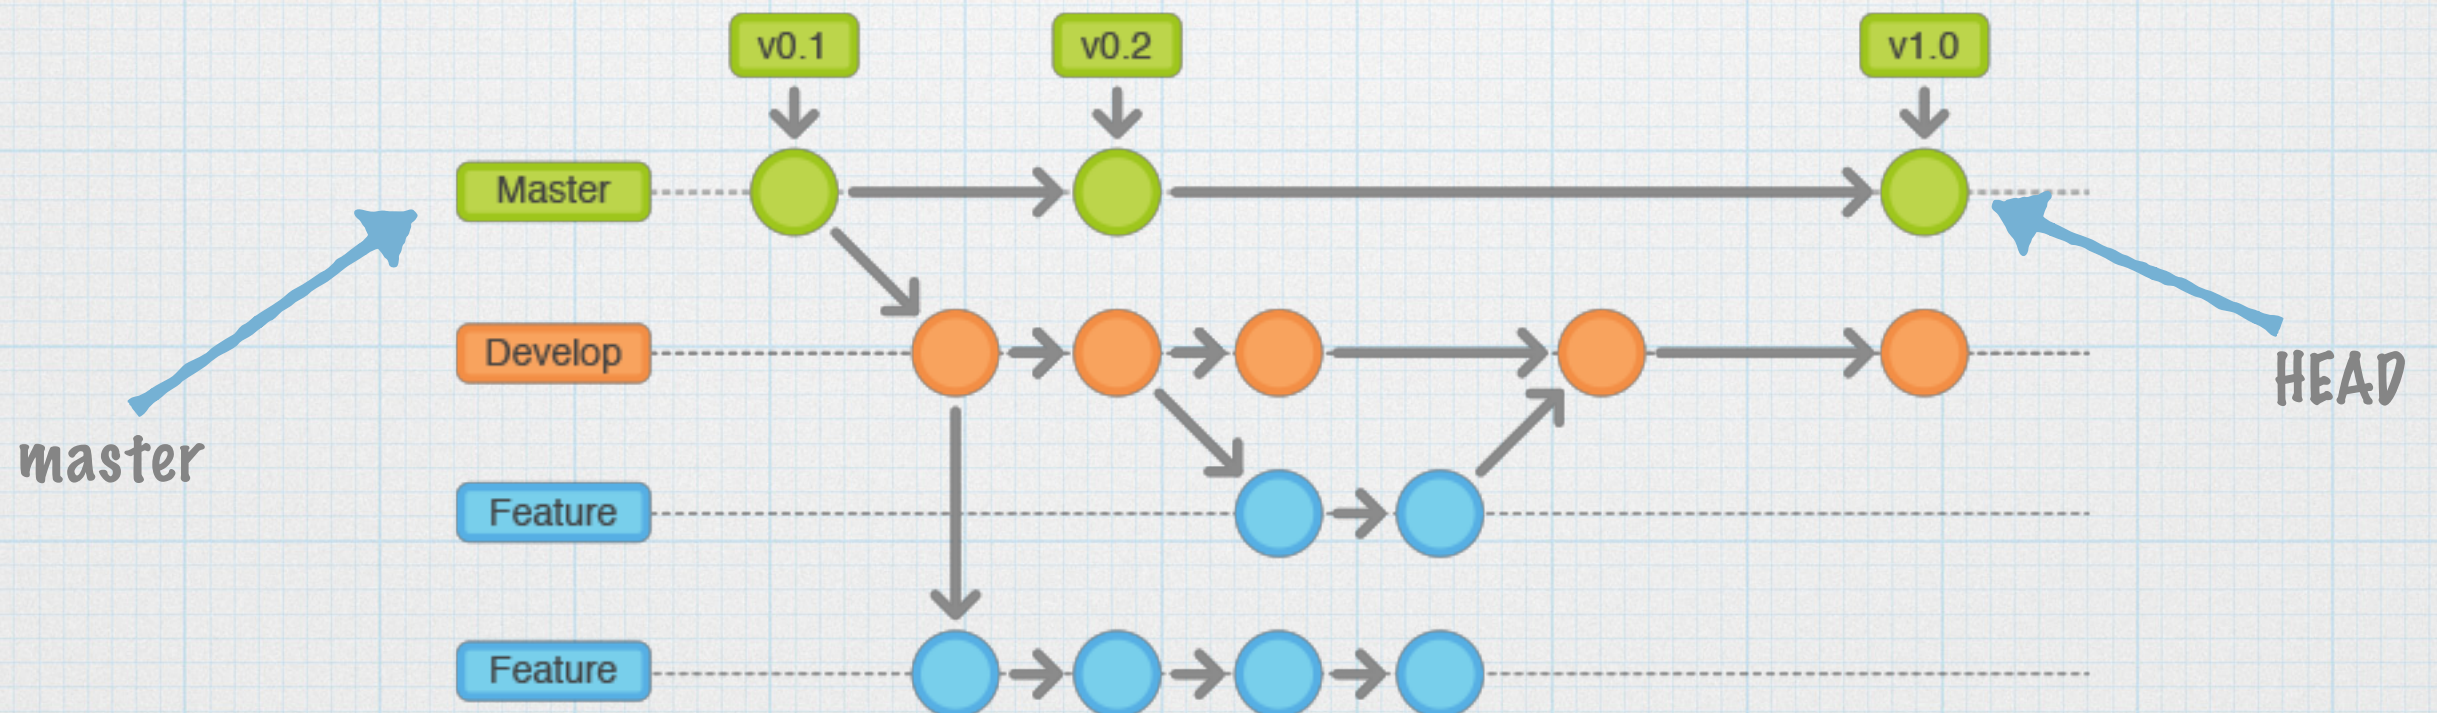 v0.1
v0.2
v1.0
Master
Develop
HEAD
master
Feature
Feature